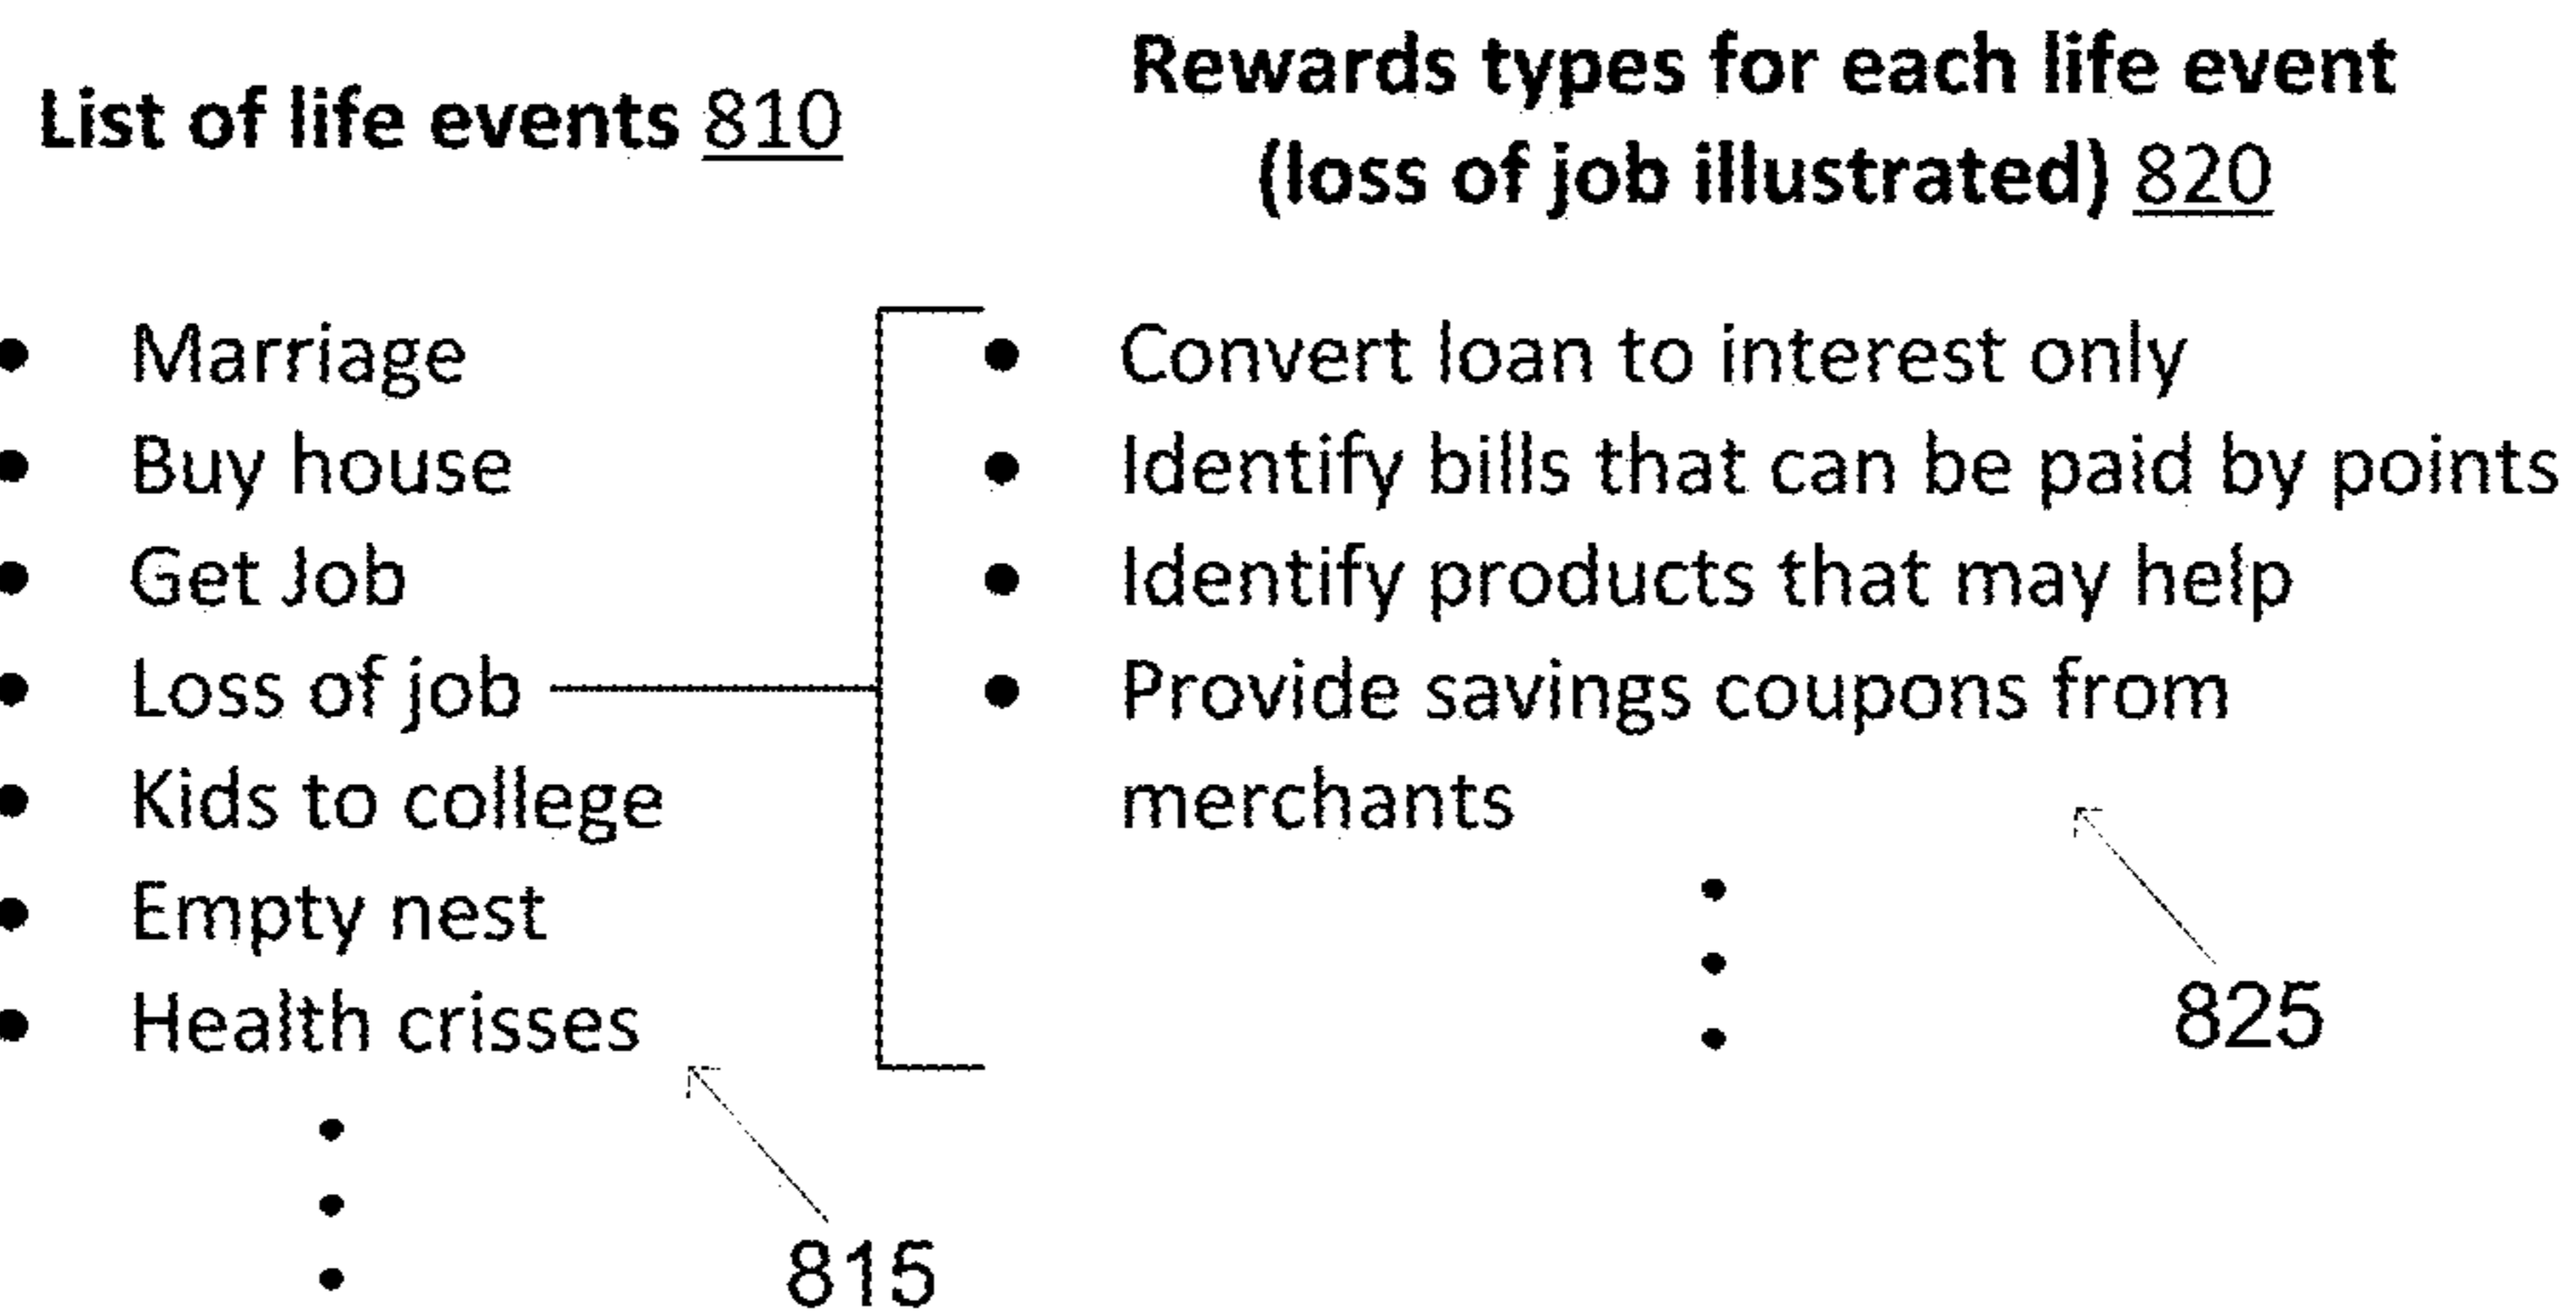 List of life events 810
Rewards types for each life event
(loss of job illustrated) 820
• Marriage
• Buy house
• Get Job
• Loss of job
• Kids to college
• Empty nest
• Health crisses
815
• Convert loan to interest only
• Identify bills that can be paid by points
• Identify products that may help
• Provide savings coupons from
merchants
825